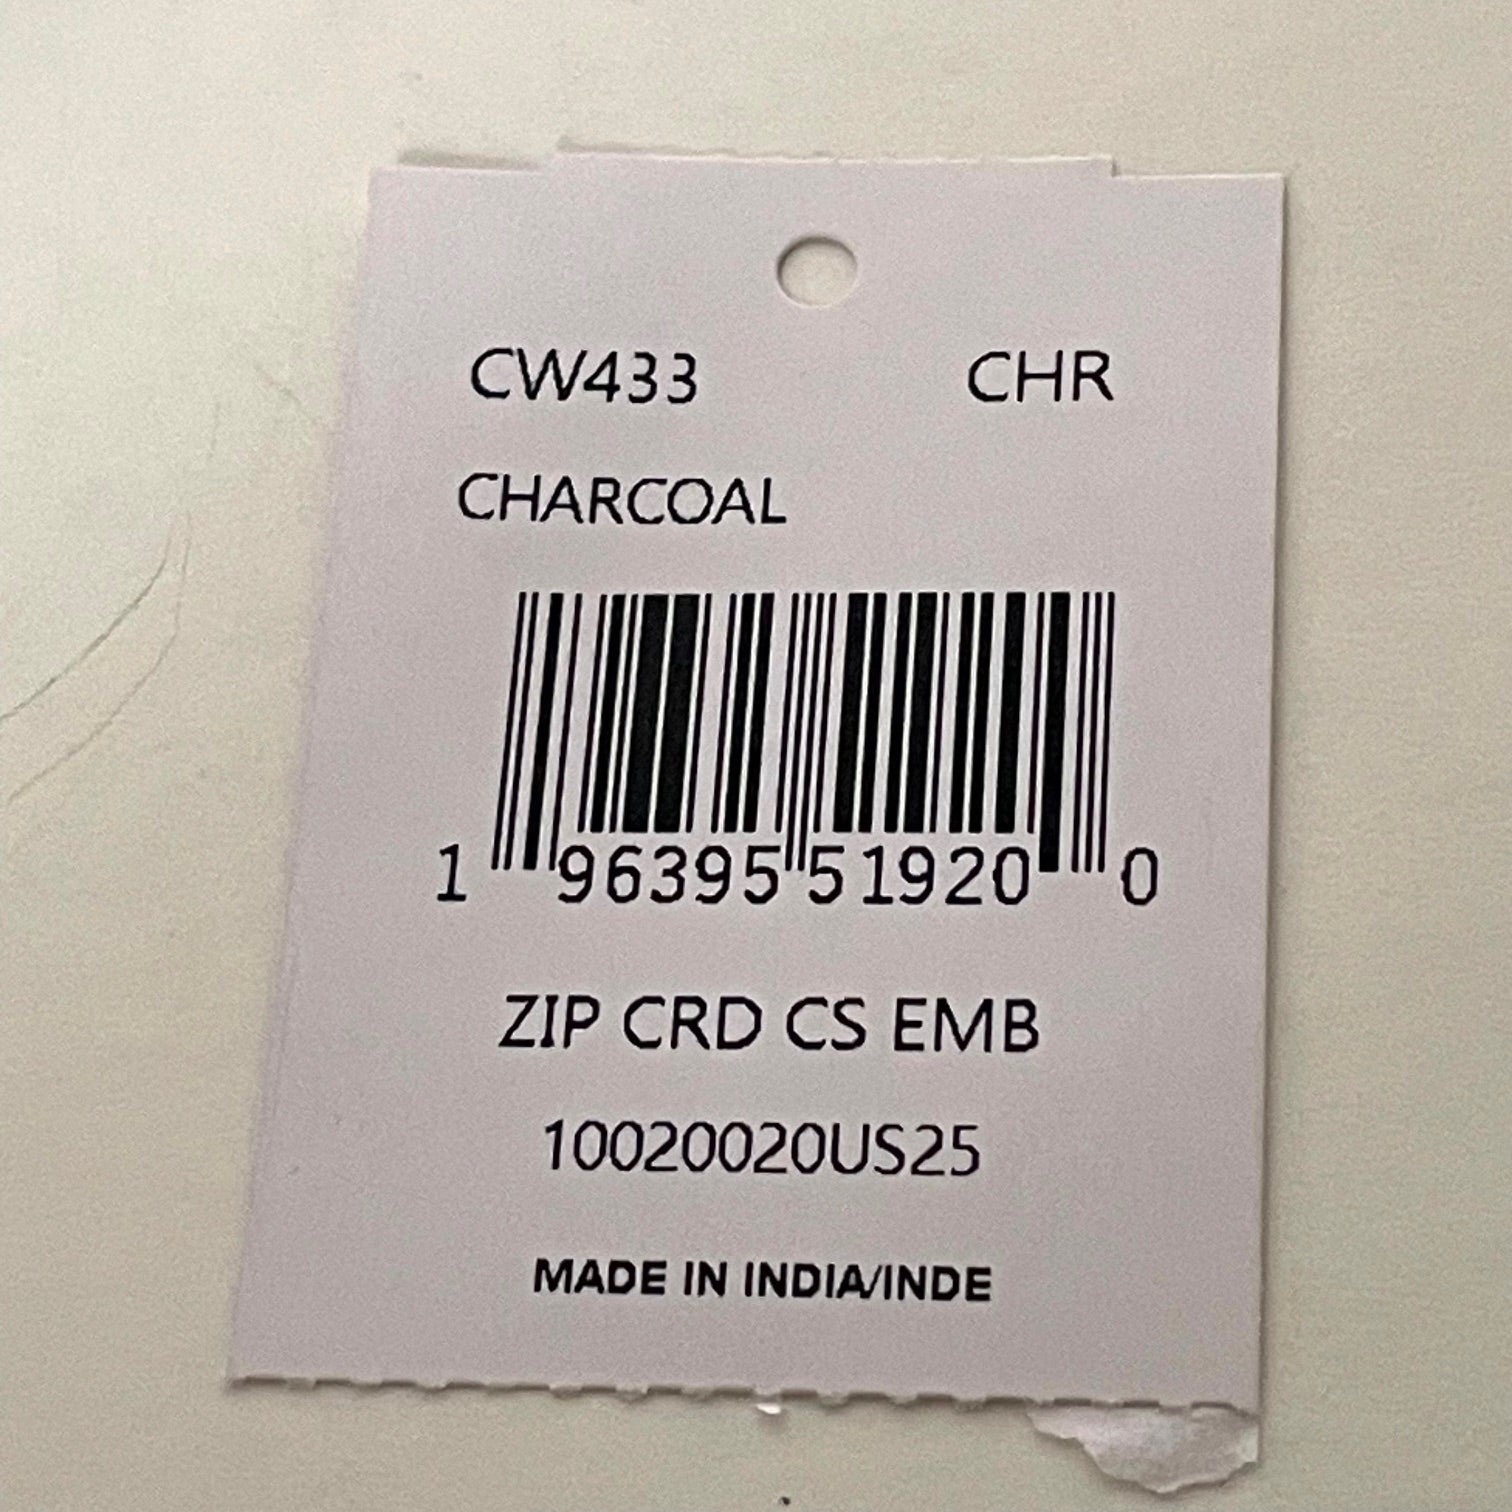 CW433 CHR
CHARCOAL
1 96395 51920 0
ZIP CRD CS EMB
10020020US25
MADE IN INDIA/INDE